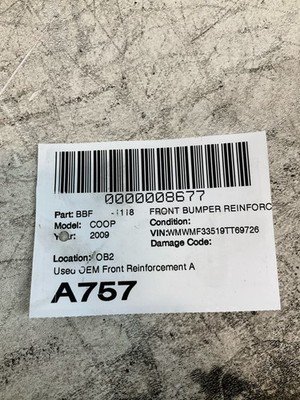 0000008677
Part: BBF -1118 FRONT BUMPER REINFORC
Model: COOP Condition:
Year: 2009 VIN:WMWMF33519TT69726
Damage Code:
Location: OB2
Used OEM Front Reinforcement A
A757